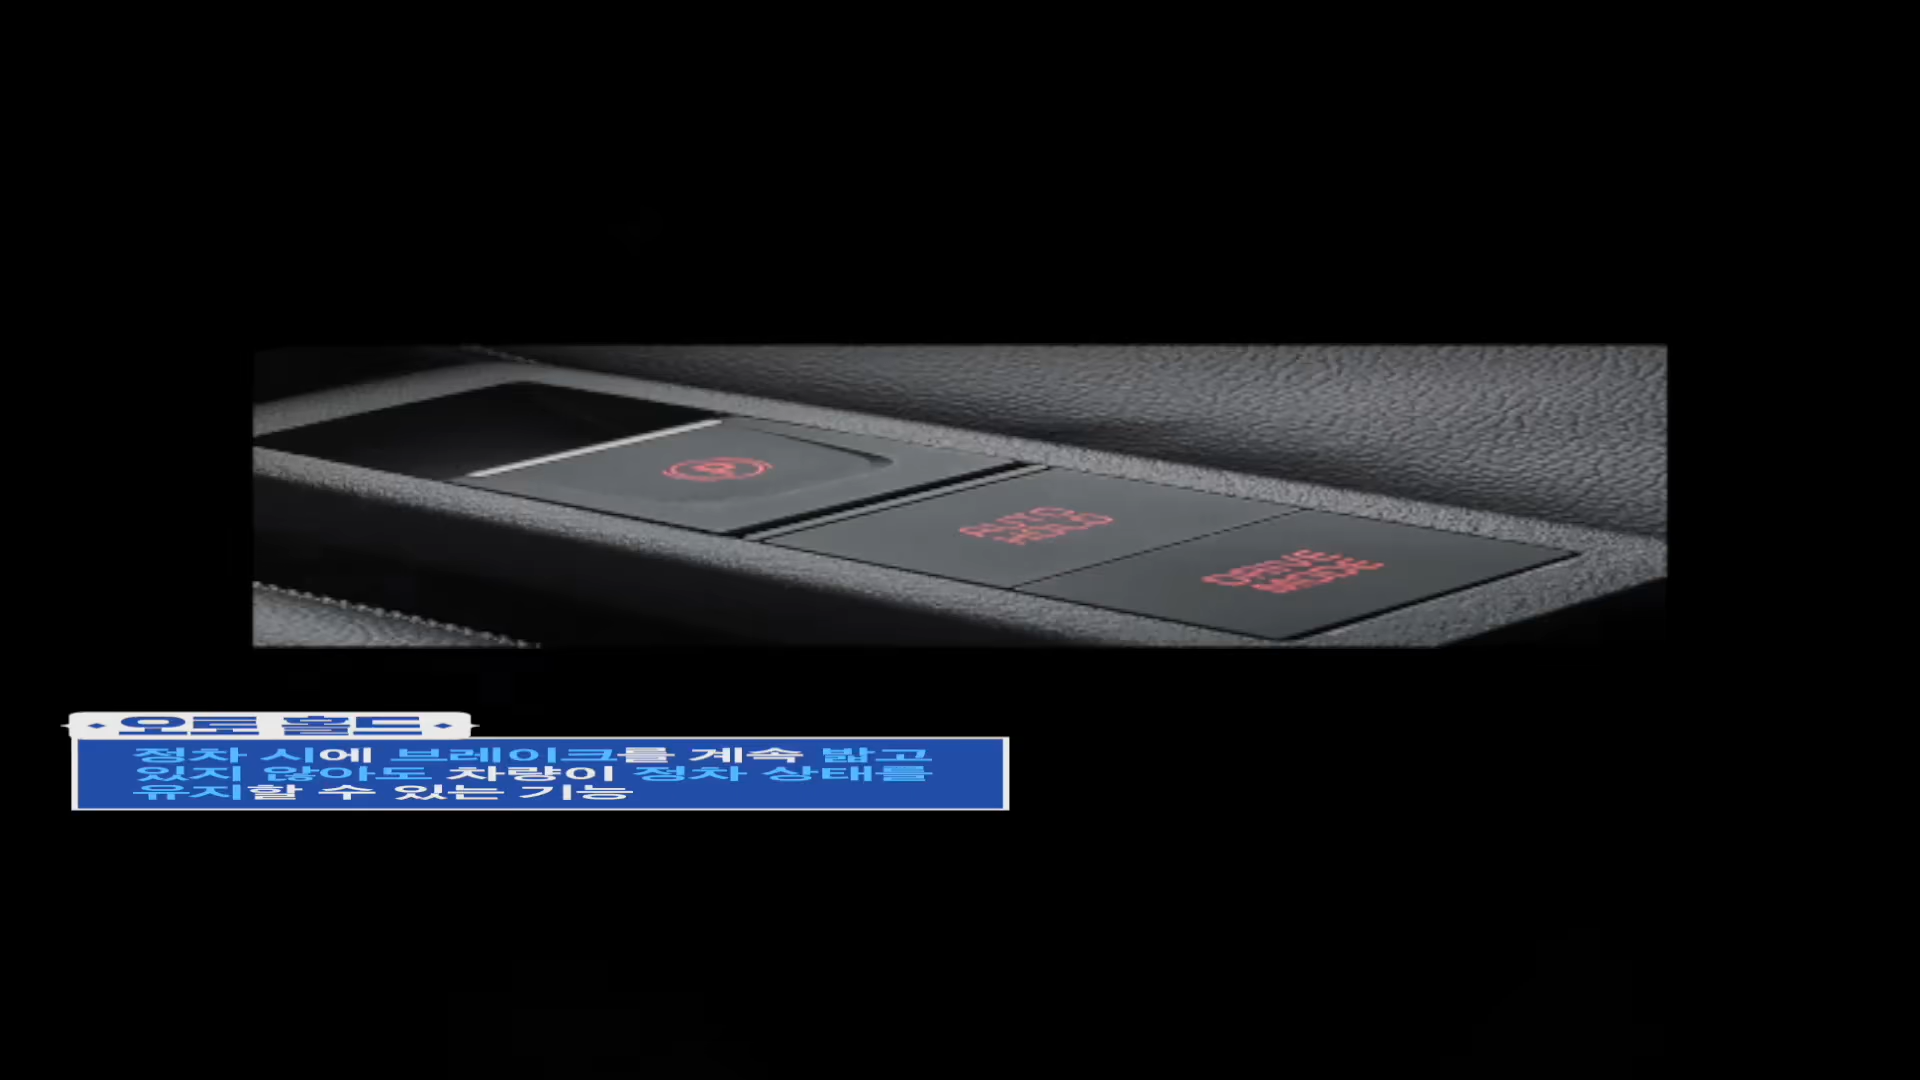 P
AUTO
HOLD
DRIVE
MODE
오토 홀드
정차 시에 브레이크를 계속 밟고
있지 않아도 차량이 정차 상태를
유지할 수 있는 기능